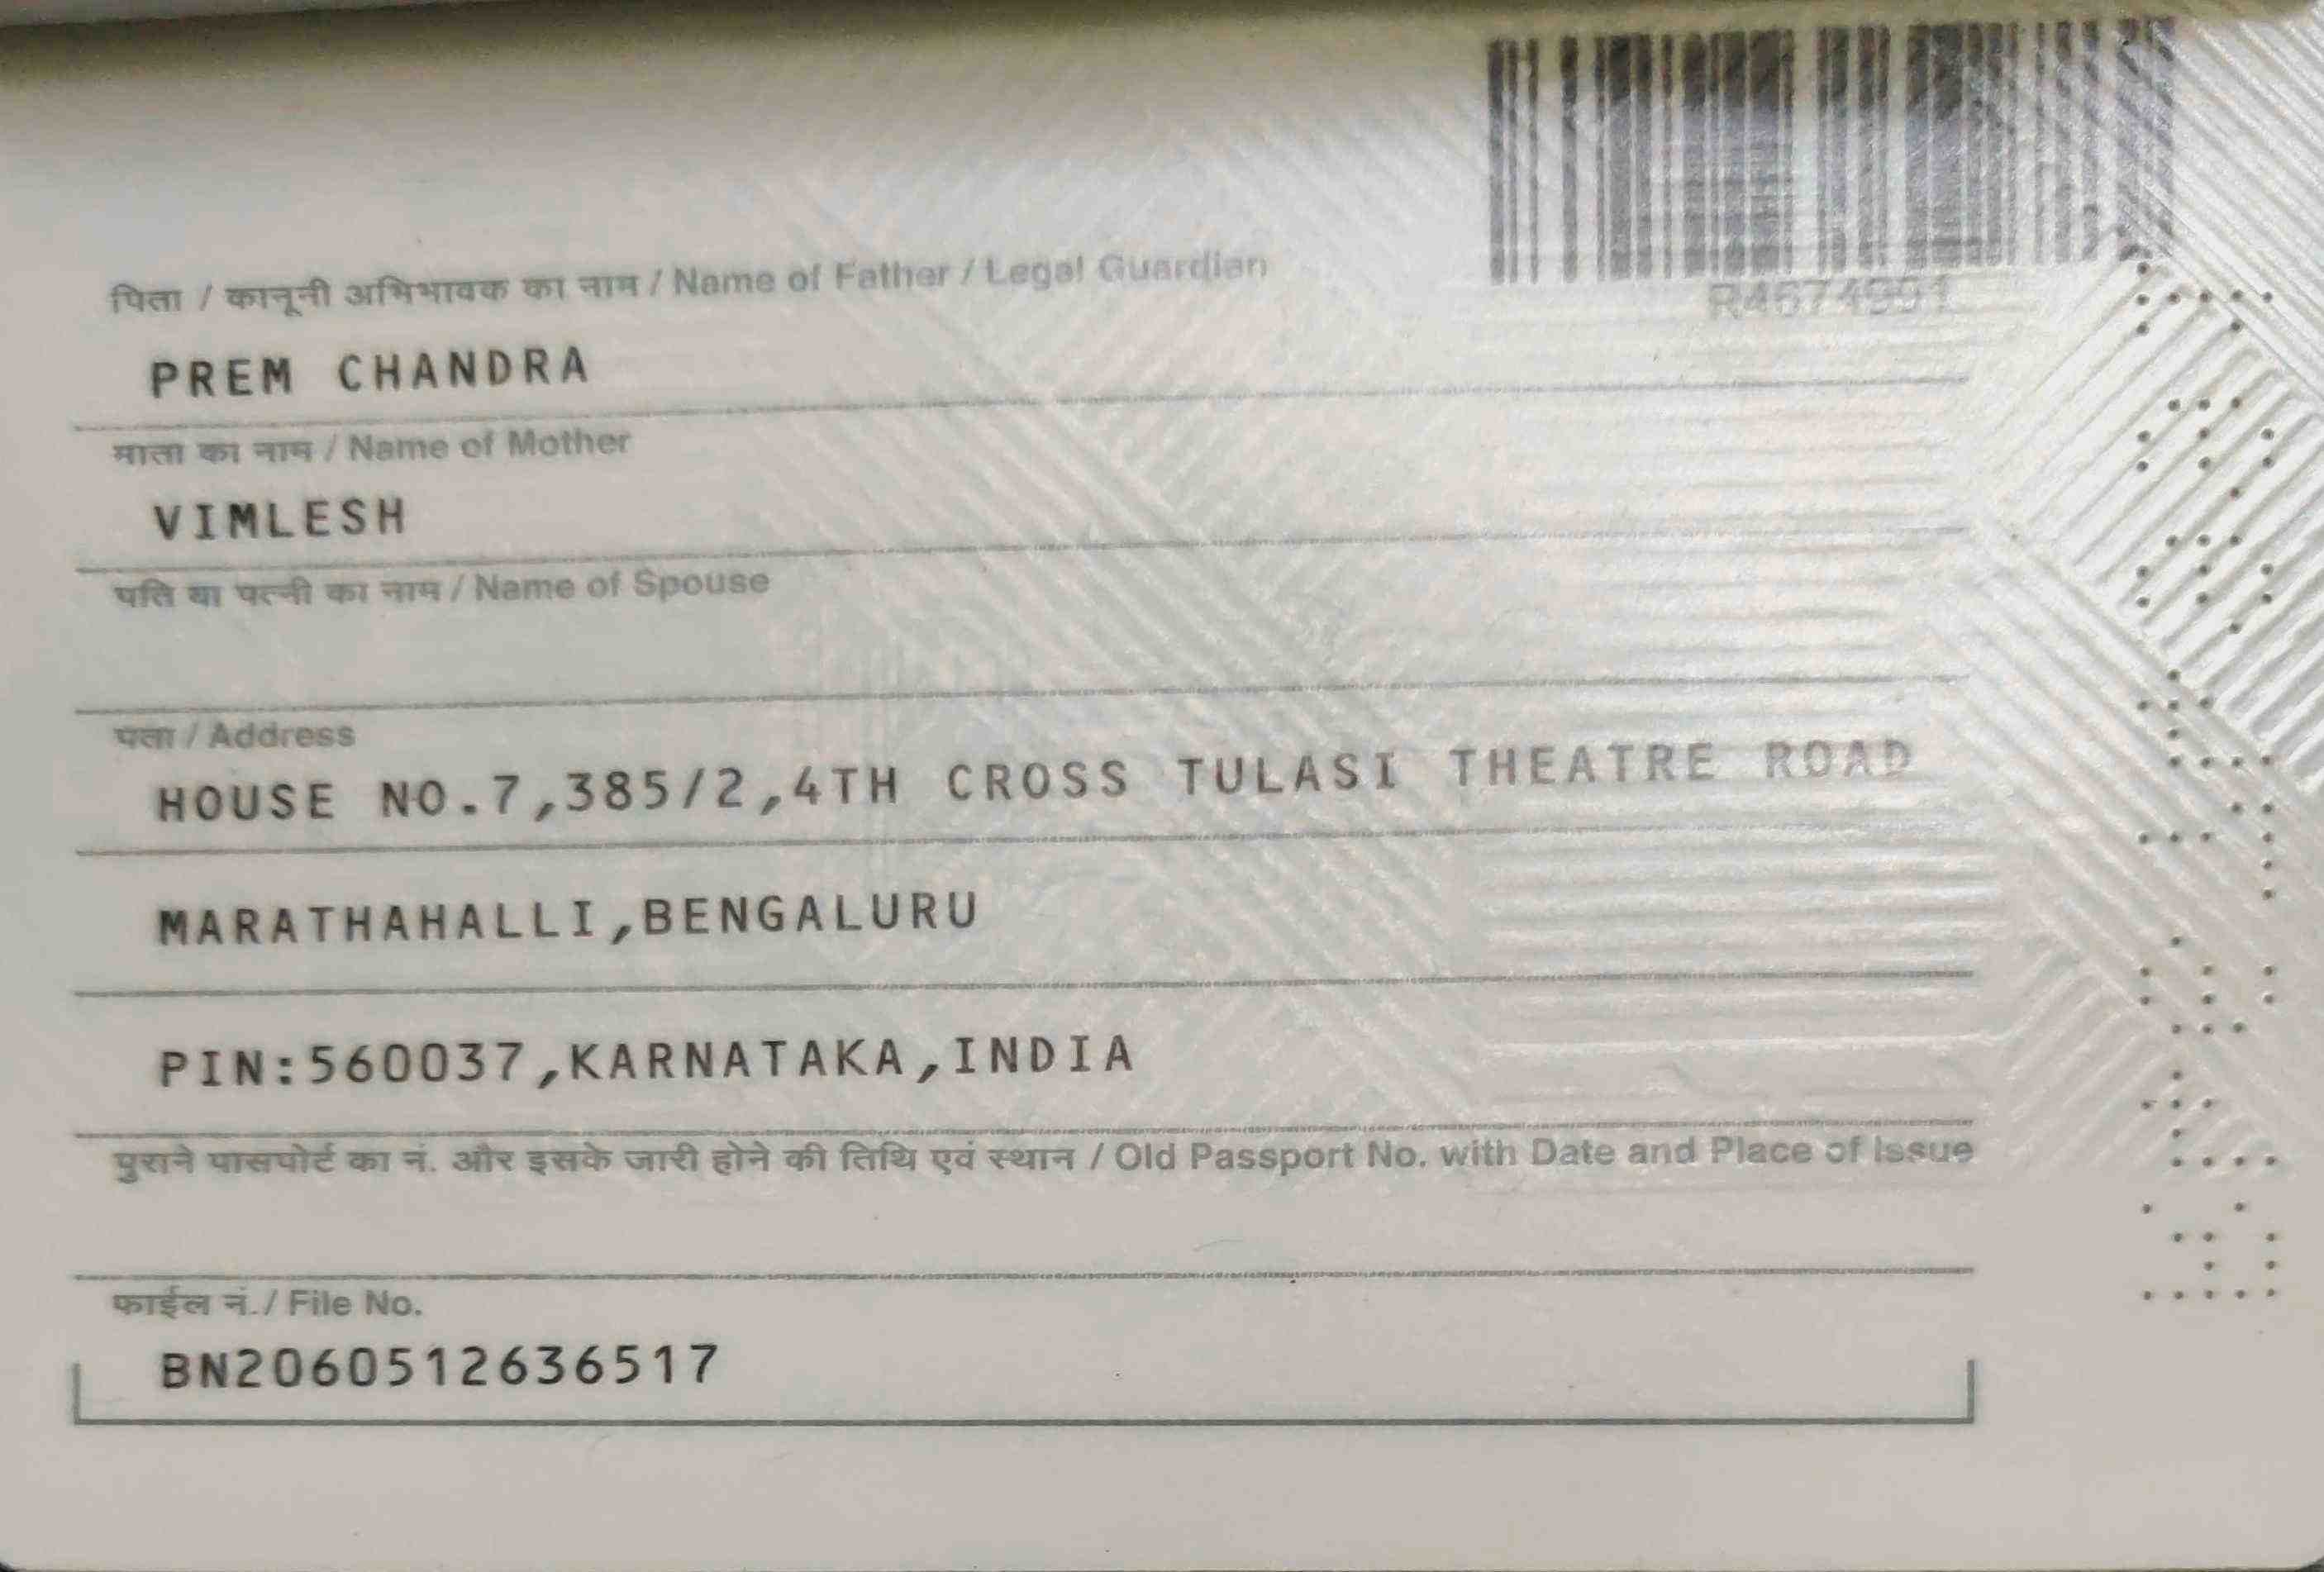 पिता / कानूनी अभिभावक का नाम / Name of Father / Legal Guardian
PREM CHANDRA
माता का नाम / Name of Mother
VIMLESH
पति या पत्नी का नाम / Name of Spouse
पता / Address
HOUSE NO.7,385/2,4TH CROSS TULASI THEATRE ROAD
MARATHAHALLI,BENGALURU
PIN:560037,KARNATAKA,INDIA
पुराने पासपोर्ट का नं. और इसके जारी होने की तिथि एवं स्थान / Old Passport No. with Date and Place of Issue
फाईल नं./ File No.
BN2060512636517